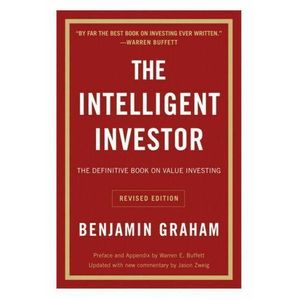 "BY FAR THE BEST BOOK ON INVESTING EVER WRITTEN."
—WARREN BUFFETT
THE
INTELLIGENT
INVESTOR
THE DEFINITIVE BOOK ON VALUE INVESTING
REVISED EDITION
BENJAMIN GRAHAM
Preface and Appendix by Warren E. Buffett
Updated with new commentary by Jason Zweig